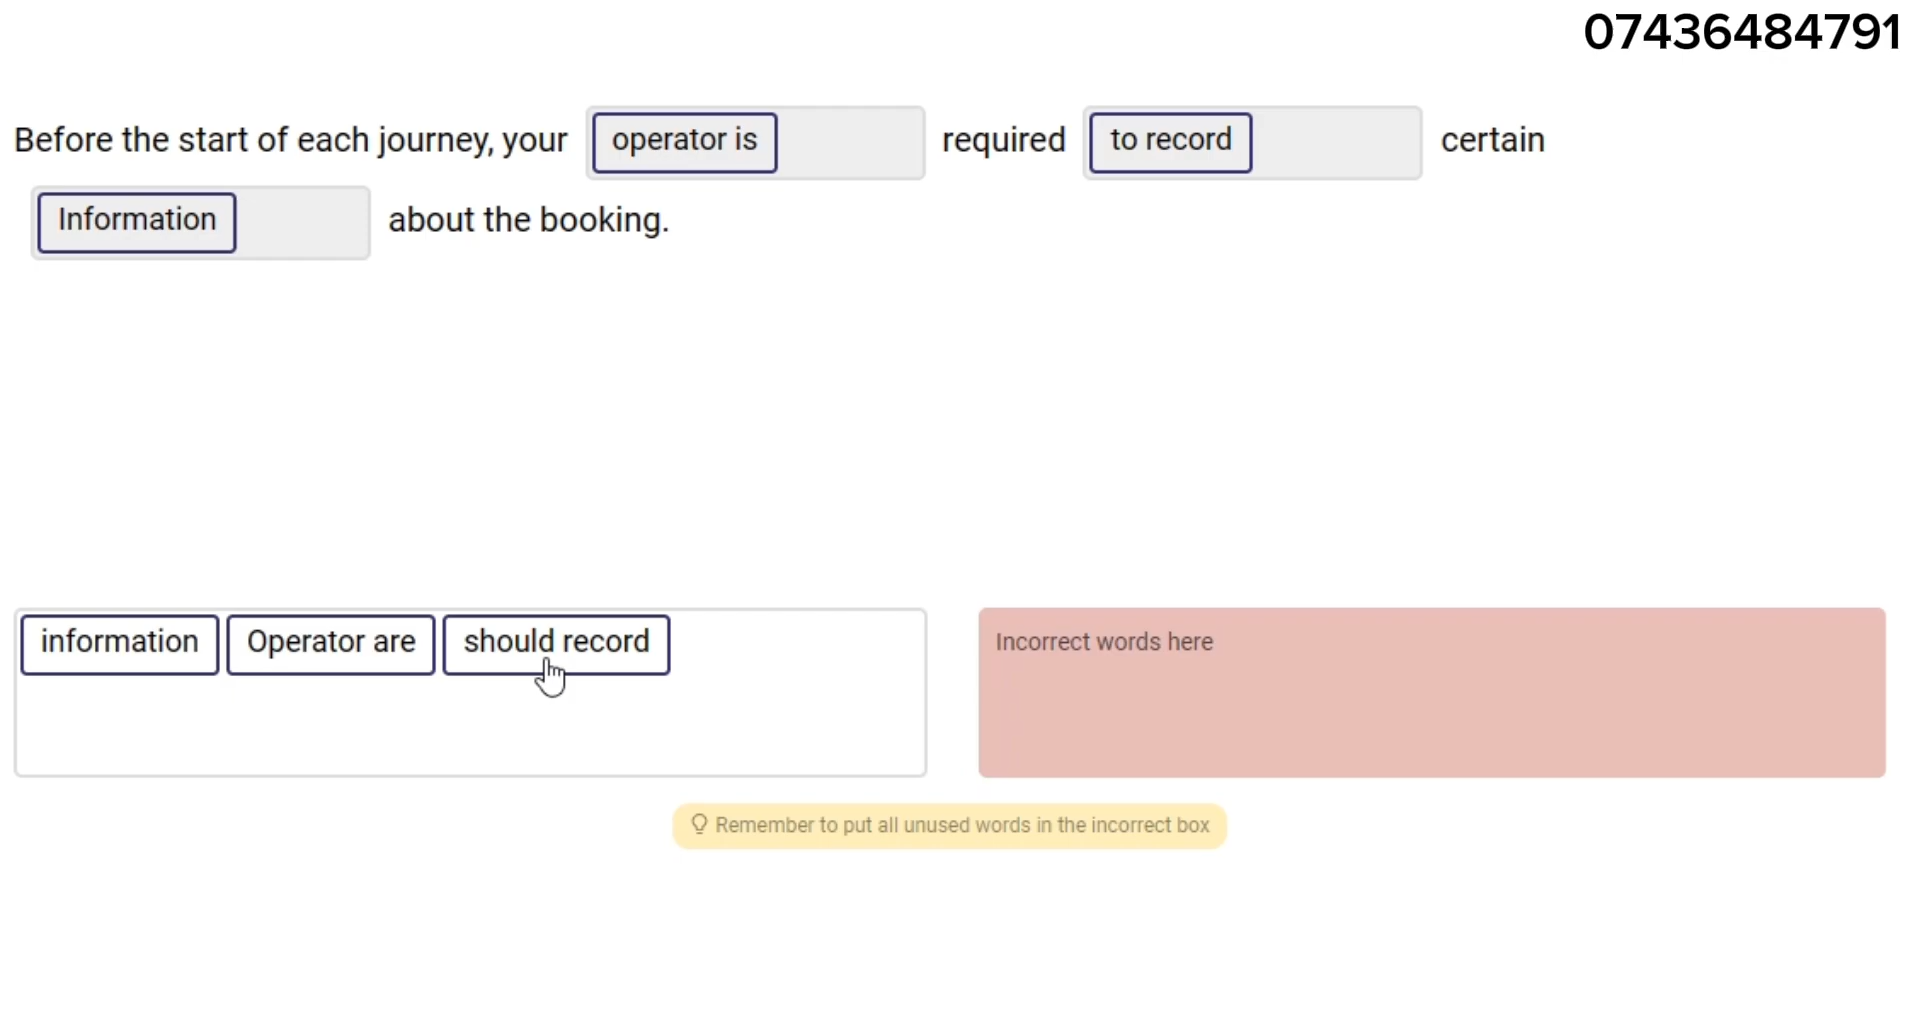 07436484791
Before the start of each journey, your operator is required to record certain
Information about the booking.
information Operator are should record
Incorrect words here
Remember to put all unused words in the incorrect box